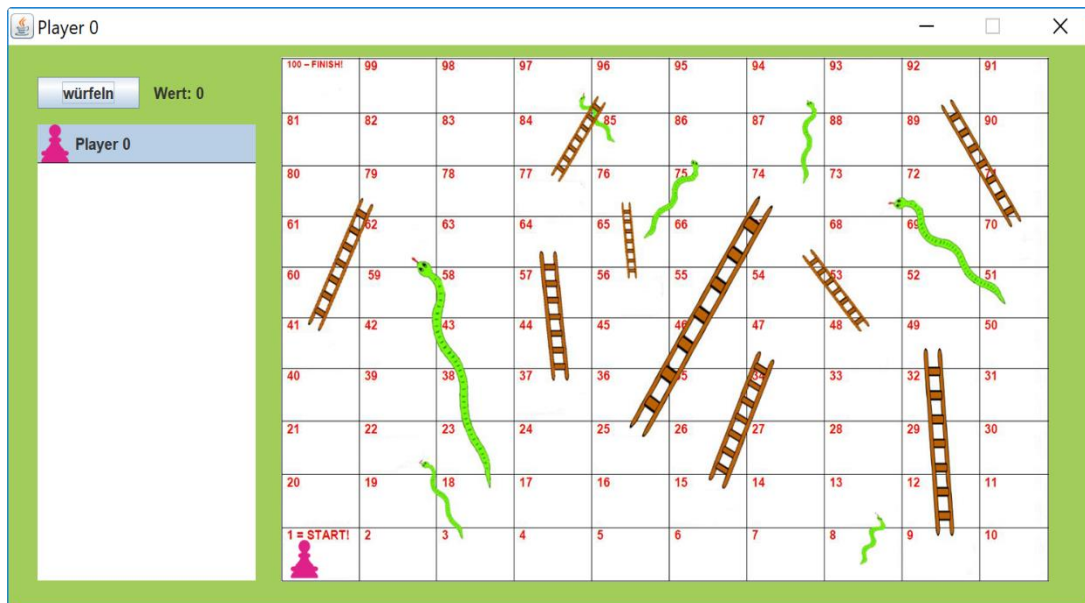 Player 0
würfeln Wert: 0
Player 0
100 – FINISH! 99 98 97 96 95 94 93 92 91
81 82 83 84 85 86 87 88 89 90
80 79 78 77 76 75 74 73 72 71
61 62 63 64 65 66 68 69 70
60 59 58 57 56 55 54 53 52 51
41 42 43 44 45 46 47 48 49 50
40 39 38 37 36 35 34 33 32 31
21 22 23 24 25 26 27 28 29 30
20 19 18 17 16 15 14 13 12 11
1 = START! 2 3 4 5 6 7 8 9 10